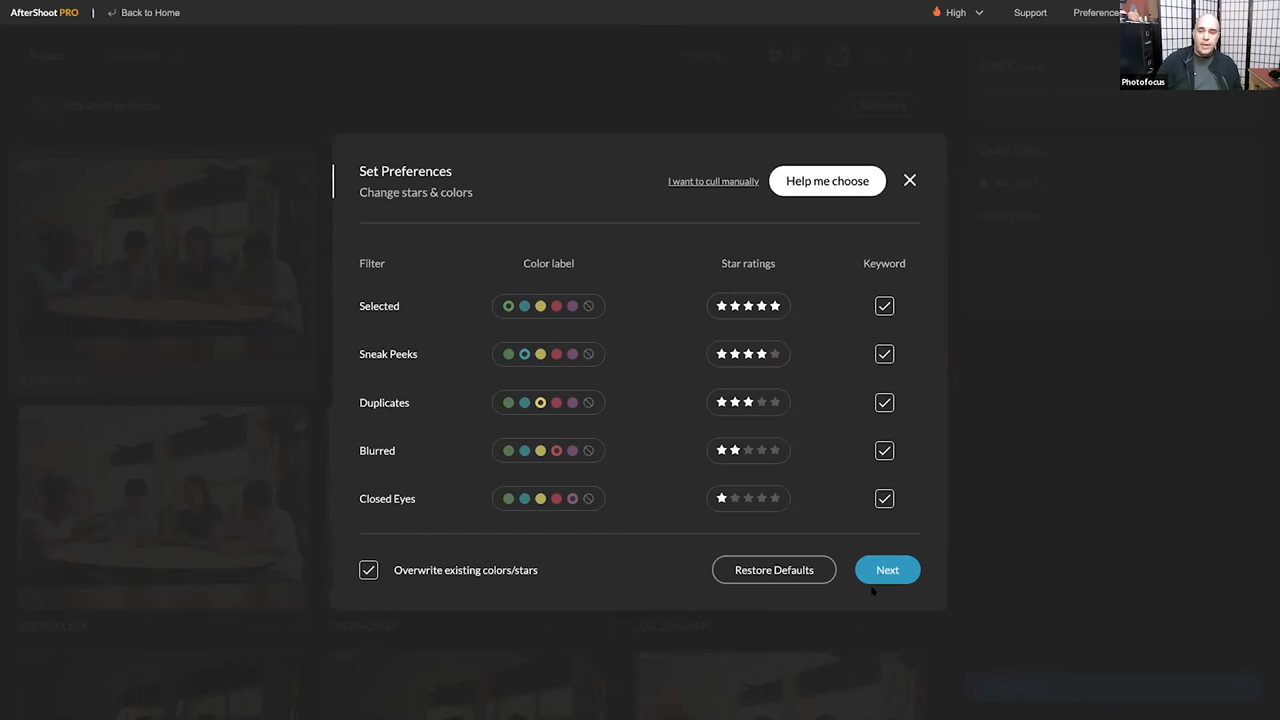 AfterShoot PRO | Back to Home High Support Preferences
Photofocus
Set Preferences
Change stars & colors
I want to cull manually
Help me choose
Filter Color label Star ratings Keyword
Selected
Sneak Peeks
Duplicates
Blurred
Closed Eyes
Overwrite existing colors/stars
Restore Defaults
Next